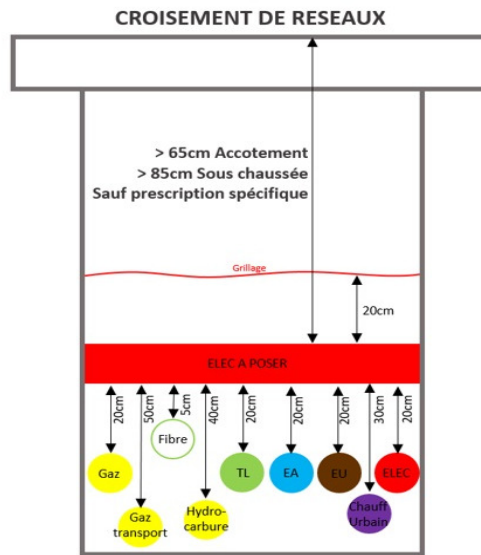 CROISEMENT DE RESEAUX
> 65cm Accotement
> 85cm Sous chaussée
Sauf prescription spécifique
Grillage
20cm
ELEC A POSER
20cm
50cm
5cm
40cm
20cm
20cm
20cm
30cm
20cm
Fibre
Gaz
TL
EA
EU
ELEC
Gaz
transport
Hydro-
carbure
Chauff
Urbain